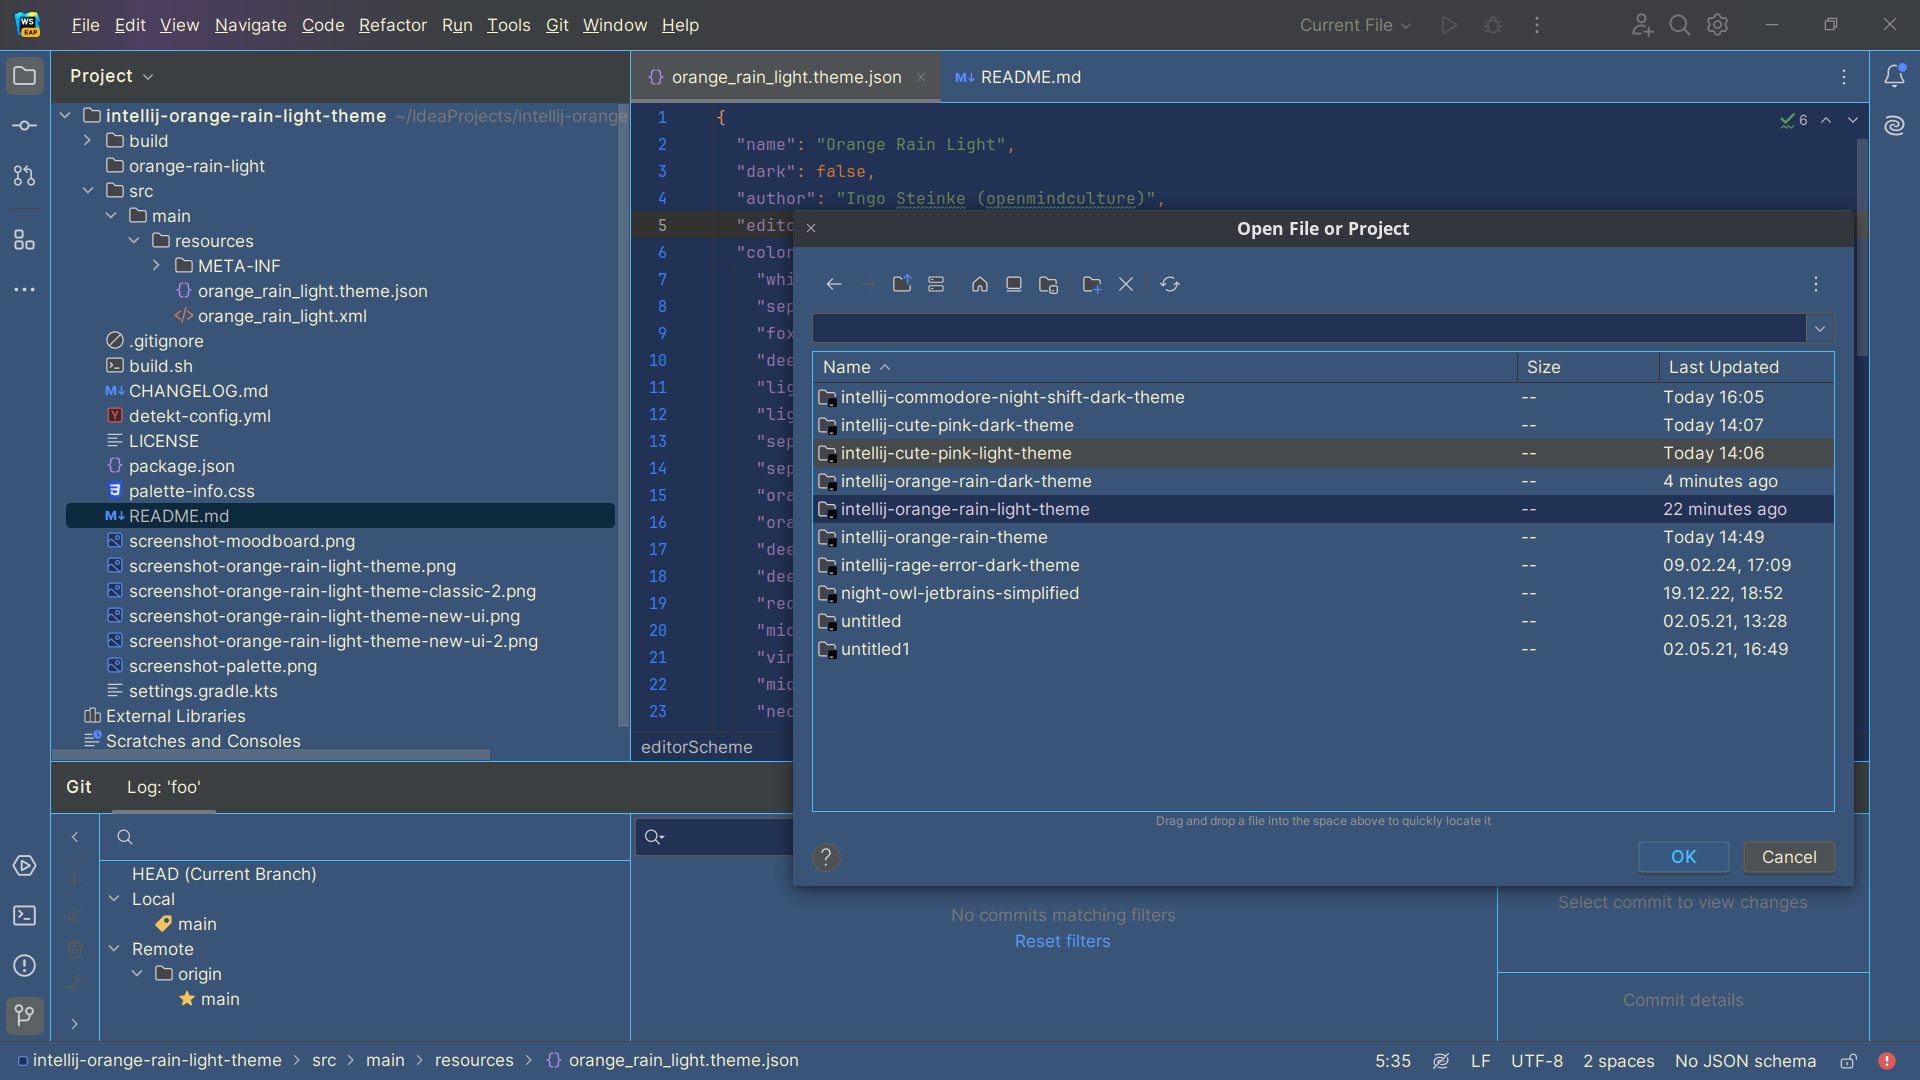 WS
EAP
File Edit View Navigate Code Refactor Run Tools Git Window Help
Current File
Project
orange_rain_light.theme.json
README.md
intellij-orange-rain-light-theme ~/IdeaProjects/intellij-orange
build
orange-rain-light
src
main
resources
META-INF
orange_rain_light.theme.json
orange_rain_light.xml
.gitignore
build.sh
CHANGELOG.md
detekt-config.yml
LICENSE
package.json
palette-info.css
README.md
screenshot-moodboard.png
screenshot-orange-rain-light-theme.png
screenshot-orange-rain-light-theme-classic-2.png
screenshot-orange-rain-light-theme-new-ui.png
screenshot-orange-rain-light-theme-new-ui-2.png
screenshot-palette.png
settings.gradle.kts
External Libraries
Scratches and Consoles
6
1 {
2 "name": "Orange Rain Light",
3 "dark": false,
4 "author": "Ingo Steinke (openmindculture)",
5 "edito
6 "color
7 "whi
8 "sep
9 "fox
10 "dee
11 "lig
12 "lig
13 "sep
14 "sep
15 "ora
16 "ora
17 "dee
18 "dee
19 "red
20 "mid
21 "vin
22 "mid
23 "neo
editorScheme
Open File or Project
Name Size Last Updated
intellij-commodore-night-shift-dark-theme -- Today 16:05
intellij-cute-pink-dark-theme -- Today 14:07
intellij-cute-pink-light-theme -- Today 14:06
intellij-orange-rain-dark-theme -- 4 minutes ago
intellij-orange-rain-light-theme -- 22 minutes ago
intellij-orange-rain-theme -- Today 14:49
intellij-rage-error-dark-theme -- 09.02.24, 17:09
night-owl-jetbrains-simplified -- 19.12.22, 18:52
untitled -- 02.05.21, 13:28
untitled1 -- 02.05.21, 16:49
Drag and drop a file into the space above to quickly locate it
? OK Cancel
Git Log: 'foo'
HEAD (Current Branch)
Local
main
Remote
origin
main
No commits matching filters
Reset filters
Select commit to view changes
Commit details
intellij-orange-rain-light-theme > src > main > resources > orange_rain_light.theme.json
5:35 LF UTF-8 2 spaces No JSON schema